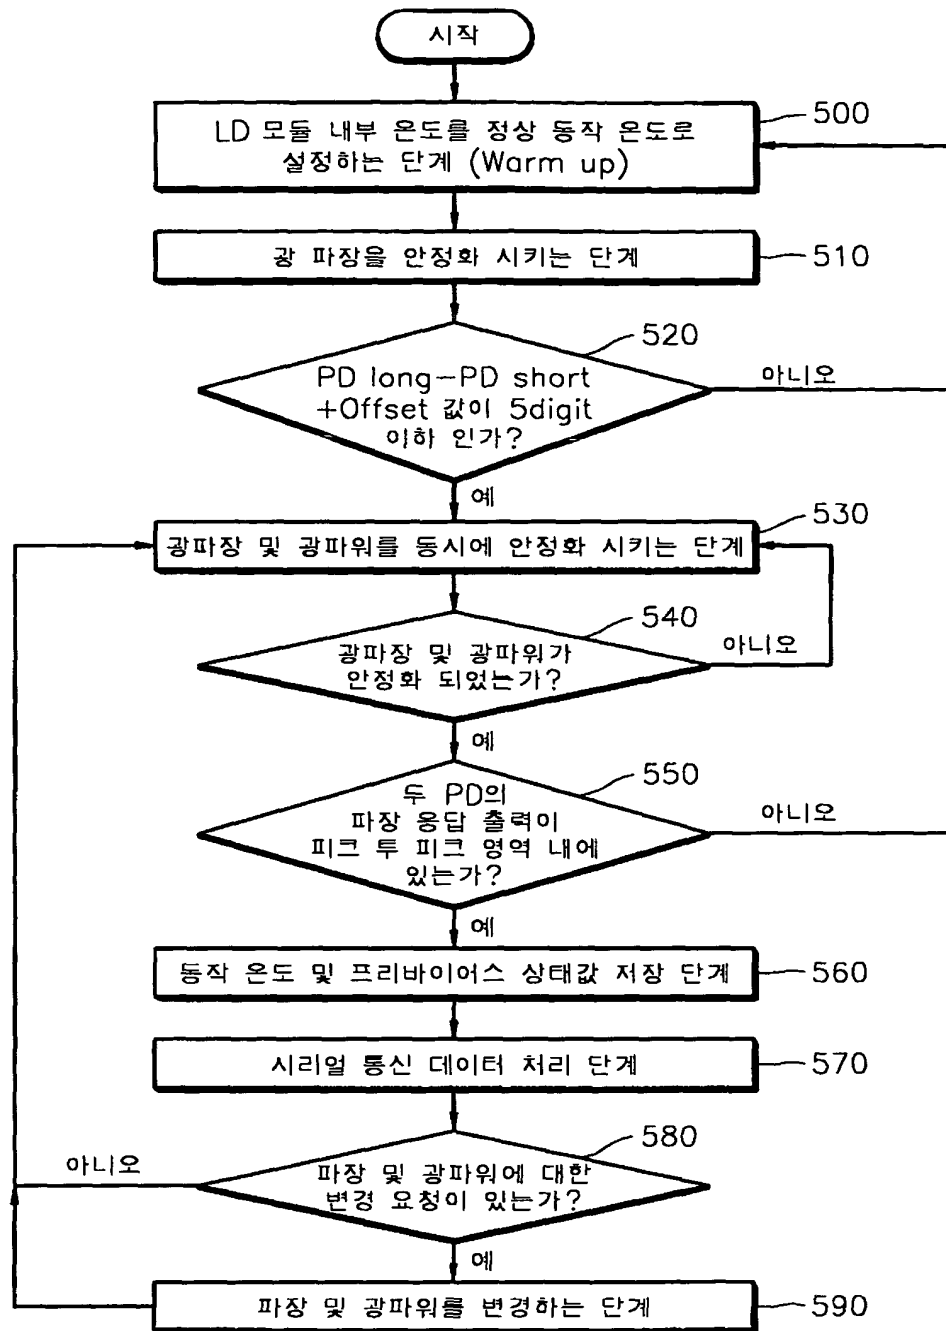 시작
LD 모듈 내부 온도를 정상 동작 온도로
설정하는 단계 (Warm up)
500
광 파장을 안정화 시키는 단계
510
520
PD long-PD short
+Offset 값이 5digit
이하 인가?
아니오
예
광파장 및 광파워를 동시에 안정화 시키는 단계
530
540
광파장 및 광파워가
안정화 되었는가?
아니오
예
550
두 PD의
파장 응답 출력이
피크 투 피크 영역 내에
있는가?
아니오
예
동작 온도 및 프리바이어스 상태값 저장 단계
560
시리얼 통신 데이터 처리 단계
570
580
파장 및 광파워에 대한
변경 요청이 있는가?
아니오
예
파장 및 광파워를 변경하는 단계
590